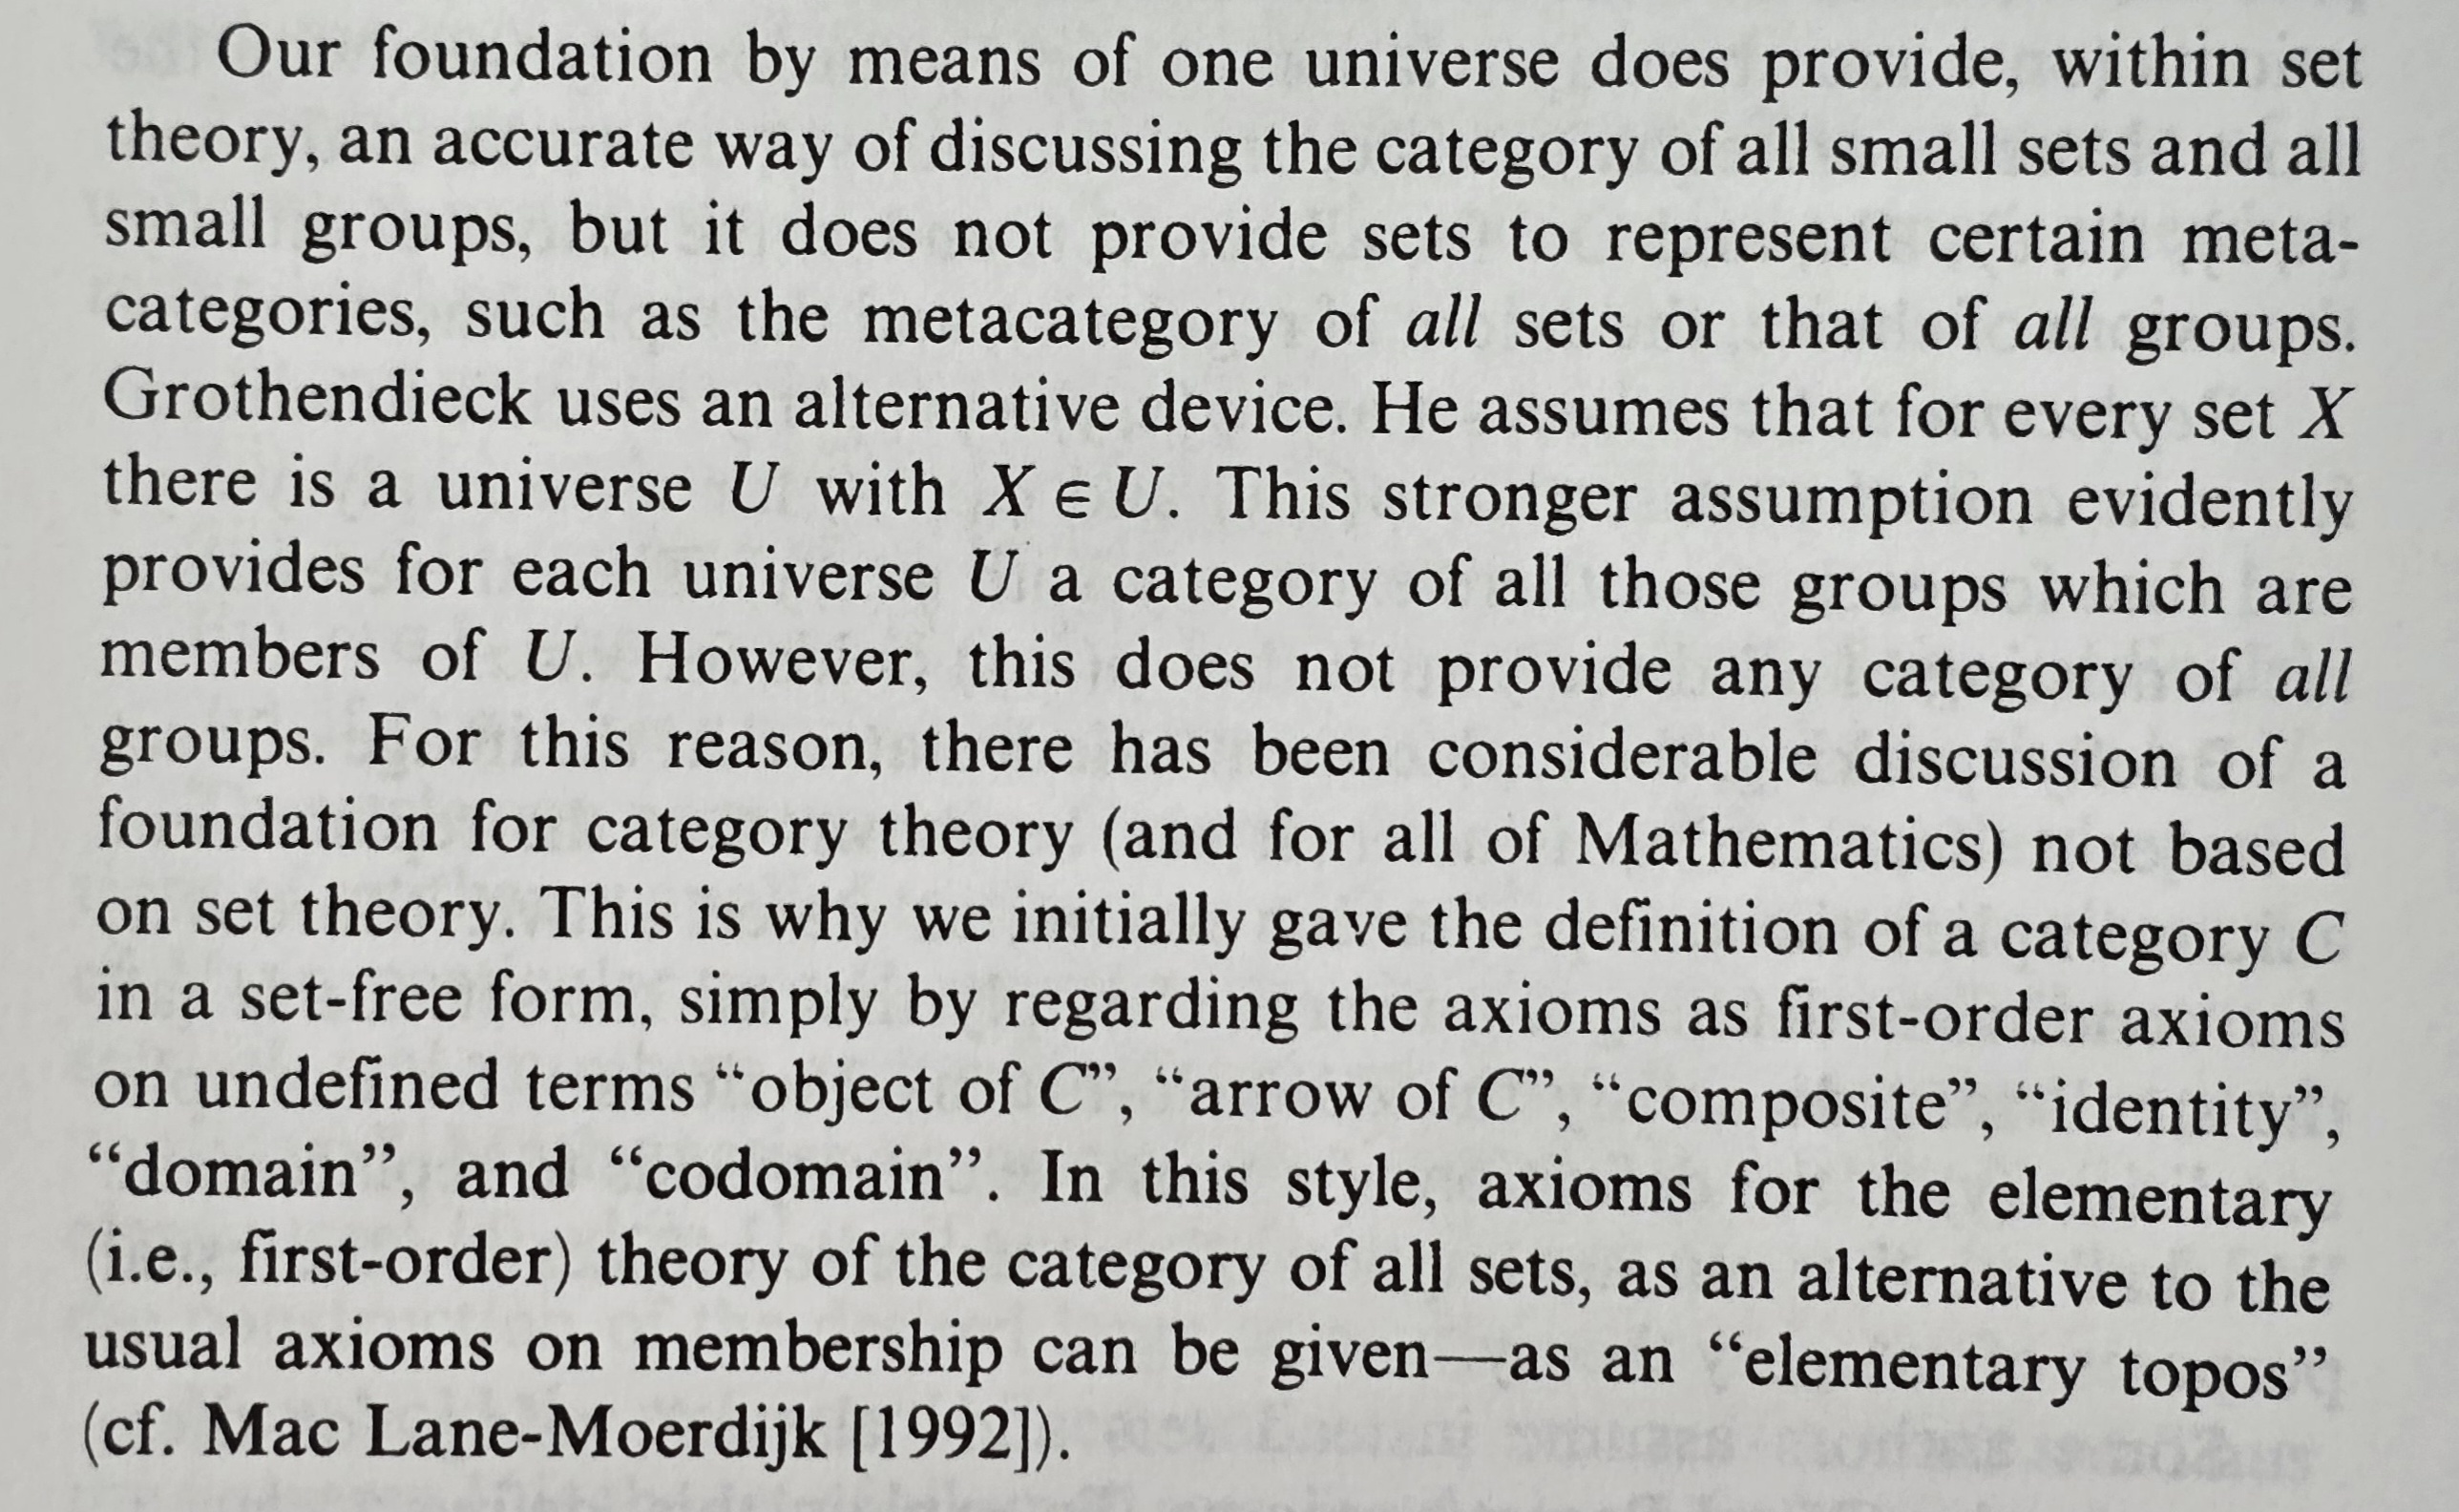 Our foundation by means of one universe does provide, within set
theory, an accurate way of discussing the category of all small sets and all
small groups, but it does not provide sets to represent certain meta-
categories, such as the metacategory of all sets or that of all groups.
Grothendieck uses an alternative device. He assumes that for every set X
there is a universe U with X ∈ U. This stronger assumption evidently
provides for each universe U a category of all those groups which are
members of U. However, this does not provide any category of all
groups. For this reason, there has been considerable discussion of a
foundation for category theory (and for all of Mathematics) not based
on set theory. This is why we initially gave the definition of a category C
in a set-free form, simply by regarding the axioms as first-order axioms
on undefined terms “object of C”, “arrow of C”, “composite”, “identity”,
“domain”, and “codomain”. In this style, axioms for the elementary
(i.e., first-order) theory of the category of all sets, as an alternative to the
usual axioms on membership can be given—as an “elementary topos”
(cf. Mac Lane-Moerdijk [1992]).